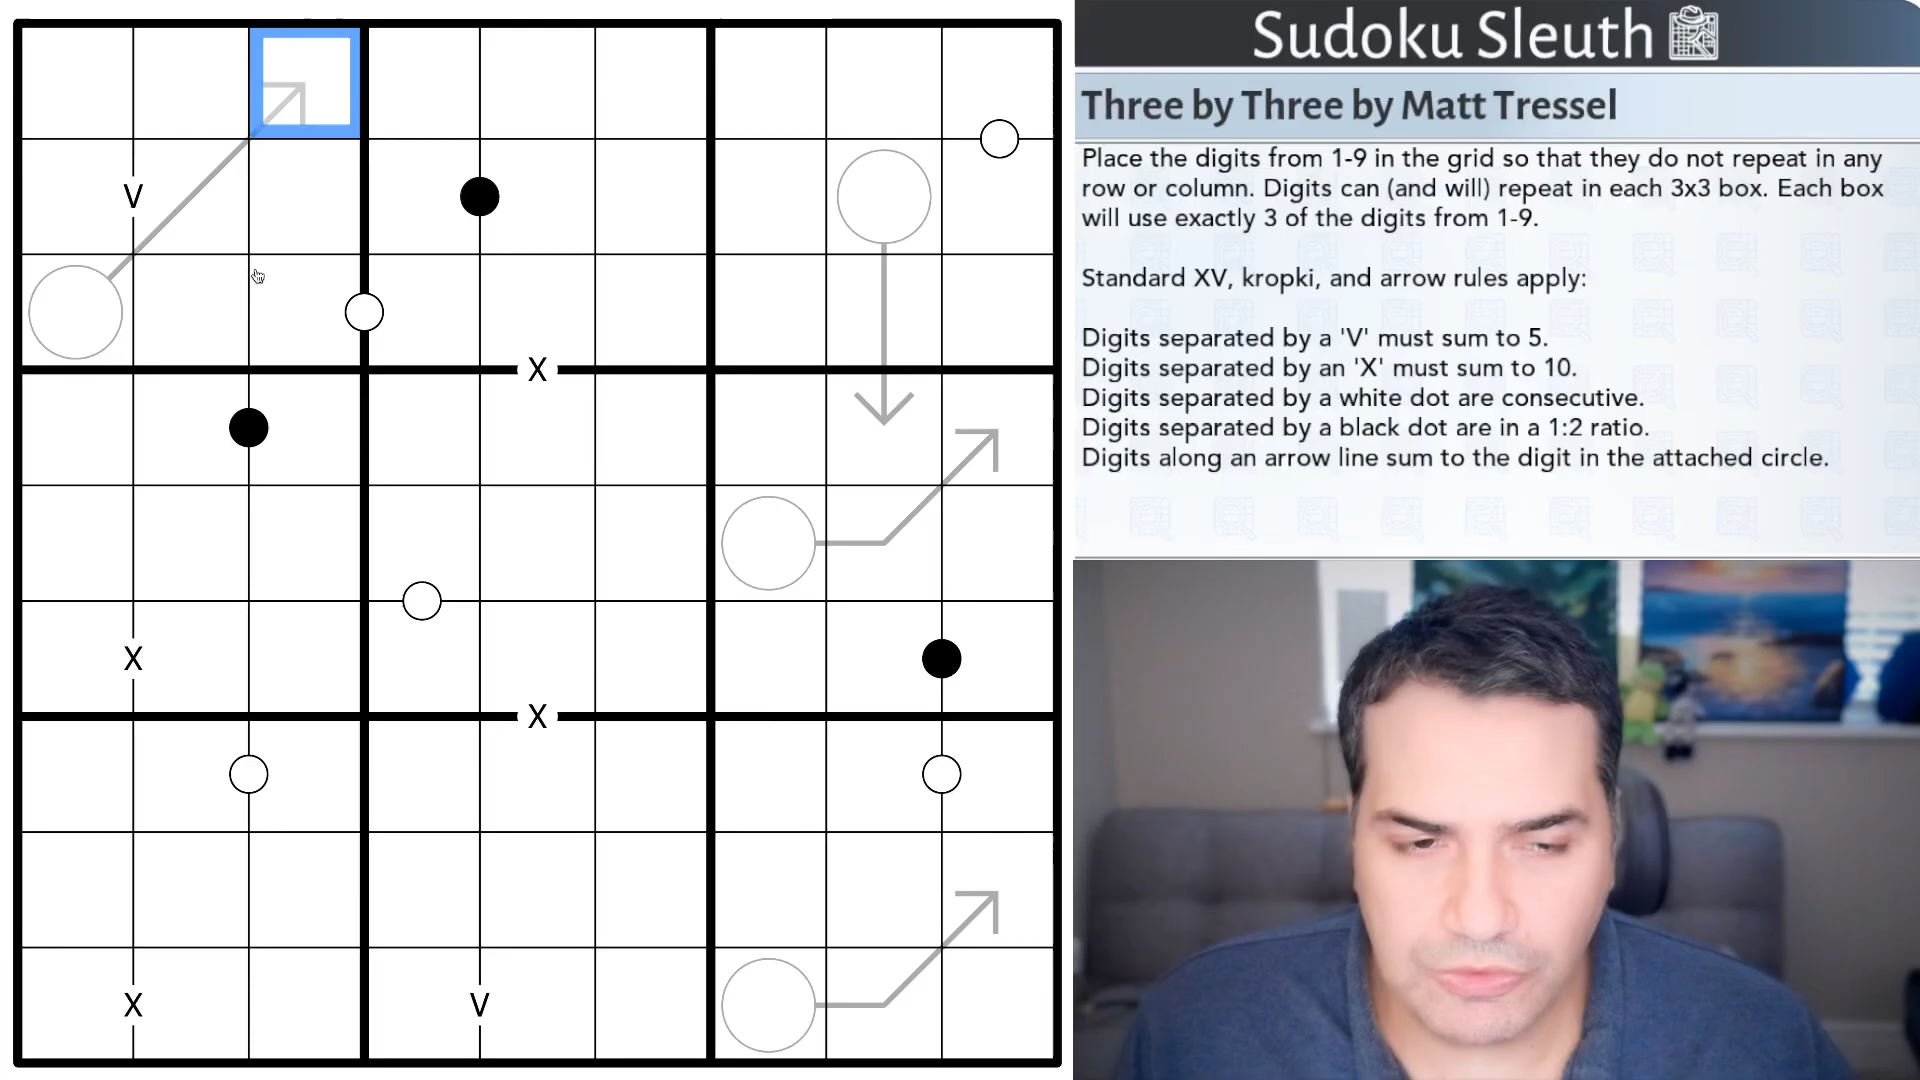 Sudoku Sleuth
Three by Three by Matt Tressel
Place the digits from 1-9 in the grid so that they do not repeat in any
row or column. Digits can (and will) repeat in each 3x3 box. Each box
will use exactly 3 of the digits from 1-9.
Standard XV, kropki, and arrow rules apply:
Digits separated by a 'V' must sum to 5.
Digits separated by an 'X' must sum to 10.
Digits separated by a white dot are consecutive.
Digits separated by a black dot are in a 1:2 ratio.
Digits along an arrow line sum to the digit in the attached circle.
V
X
X
X
X
V